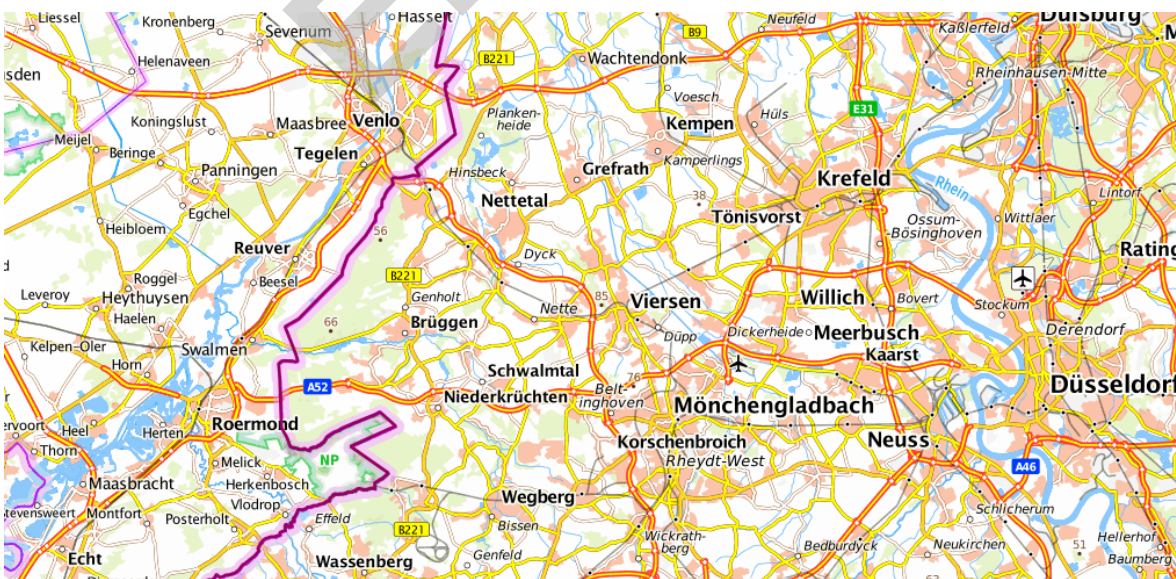 Liessel
Kronenberg
Sevenum
Hasselt
Helenaveen
B221
B9
Neufeld
Wachtendonk
Kaßlerfeld
Duisburg
Rheinhausen-Mitte
Voesch
Hüls
E31
Meijel
Koningslust
Maasbree
Venlo
Planken-
heide
Kempen
Beringe
Panningen
Tegelen
Hinsbeck
Grefrath
Kamperlings
Krefeld
Rhein
Lintorf
Egchel
Nettetal
38
Tönisvorst
Ossum-
Bösinghoven
Wittlaer
Heibloem
Reuver
56
Dyck
Roggel
Beesel
B221
Genholt
Nette
85
Viersen
Willich
Bovert
Stockum
Leveroy
Heythuysen
Haelen
66
Brüggen
Düpp
Dickerheide
Meerbusch
Kaarst
Derendorf
Kelpen-Oler
Horn
Swalmen
A52
Schwalmtal
76
Belt-
inghoven
Niederkrüchten
Mönchengladbach
Düsseldorf
Heel
Herten
Roermond
Korschenbroich
Neuss
Thorn
Melick
NP
Rheydt-West
A46
Maasbracht
Herkenbosch
Vlodrop
Wegberg
Montfort
Posterholt
Effeld
B221
Bissen
Schlicherum
Echt
Wassenberg
Genfeld
Wickrath-
berg
Bedburdyck
Neukirchen
51
Hellerhof
Baumberg